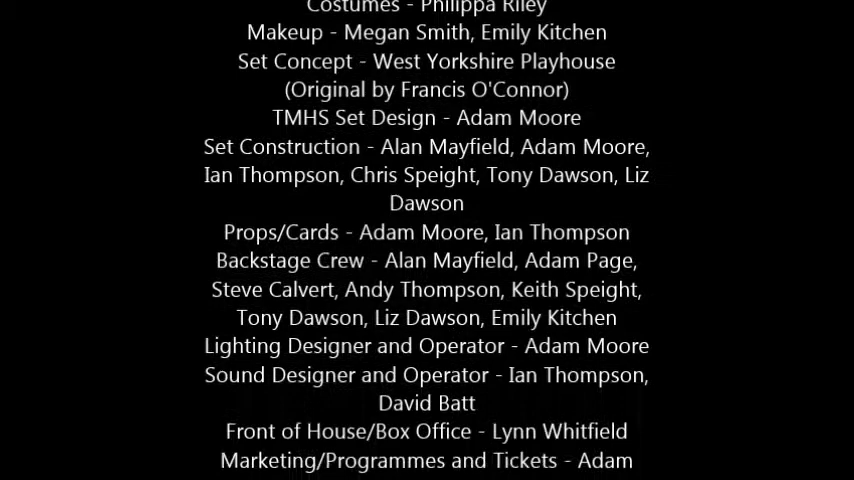 Costumes - Philippa Riley
Makeup - Megan Smith, Emily Kitchen
Set Concept - West Yorkshire Playhouse
(Original by Francis O'Connor)
TMHS Set Design - Adam Moore
Set Construction - Alan Mayfield, Adam Moore,
Ian Thompson, Chris Speight, Tony Dawson, Liz
Dawson
Props/Cards - Adam Moore, Ian Thompson
Backstage Crew - Alan Mayfield, Adam Page,
Steve Calvert, Andy Thompson, Keith Speight,
Tony Dawson, Liz Dawson, Emily Kitchen
Lighting Designer and Operator - Adam Moore
Sound Designer and Operator - Ian Thompson,
David Batt
Front of House/Box Office - Lynn Whitfield
Marketing/Programmes and Tickets - Adam